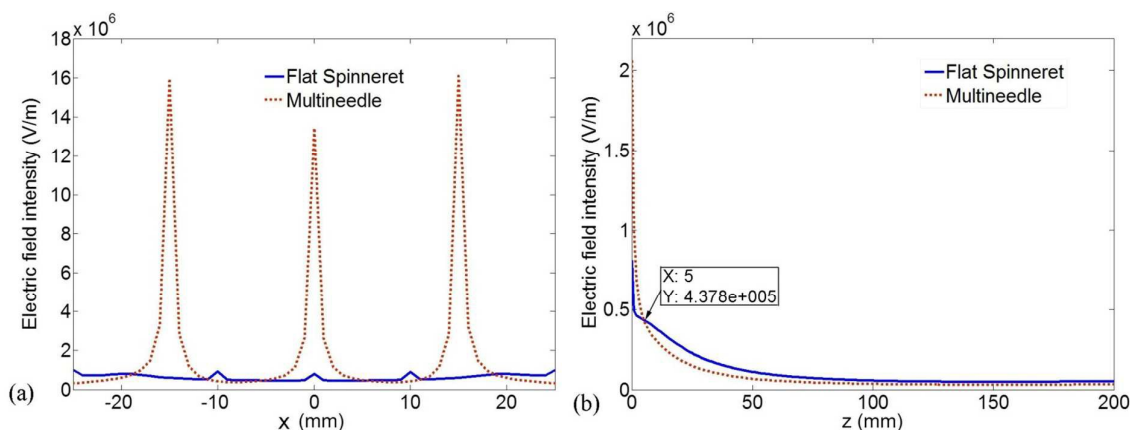 x 10^6
18
16
14
12
10
8
6
4
2
0
Electric field intensity (V/m)
Flat Spinneret
Multineedle
-20
-10
0
10
20
x (mm)
(a)
x 10^6
2
1.5
1
0.5
0
Electric field intensity (V/m)
Flat Spinneret
Multineedle
X: 5
Y: 4.378e+005
0
50
100
150
200
z (mm)
(b)